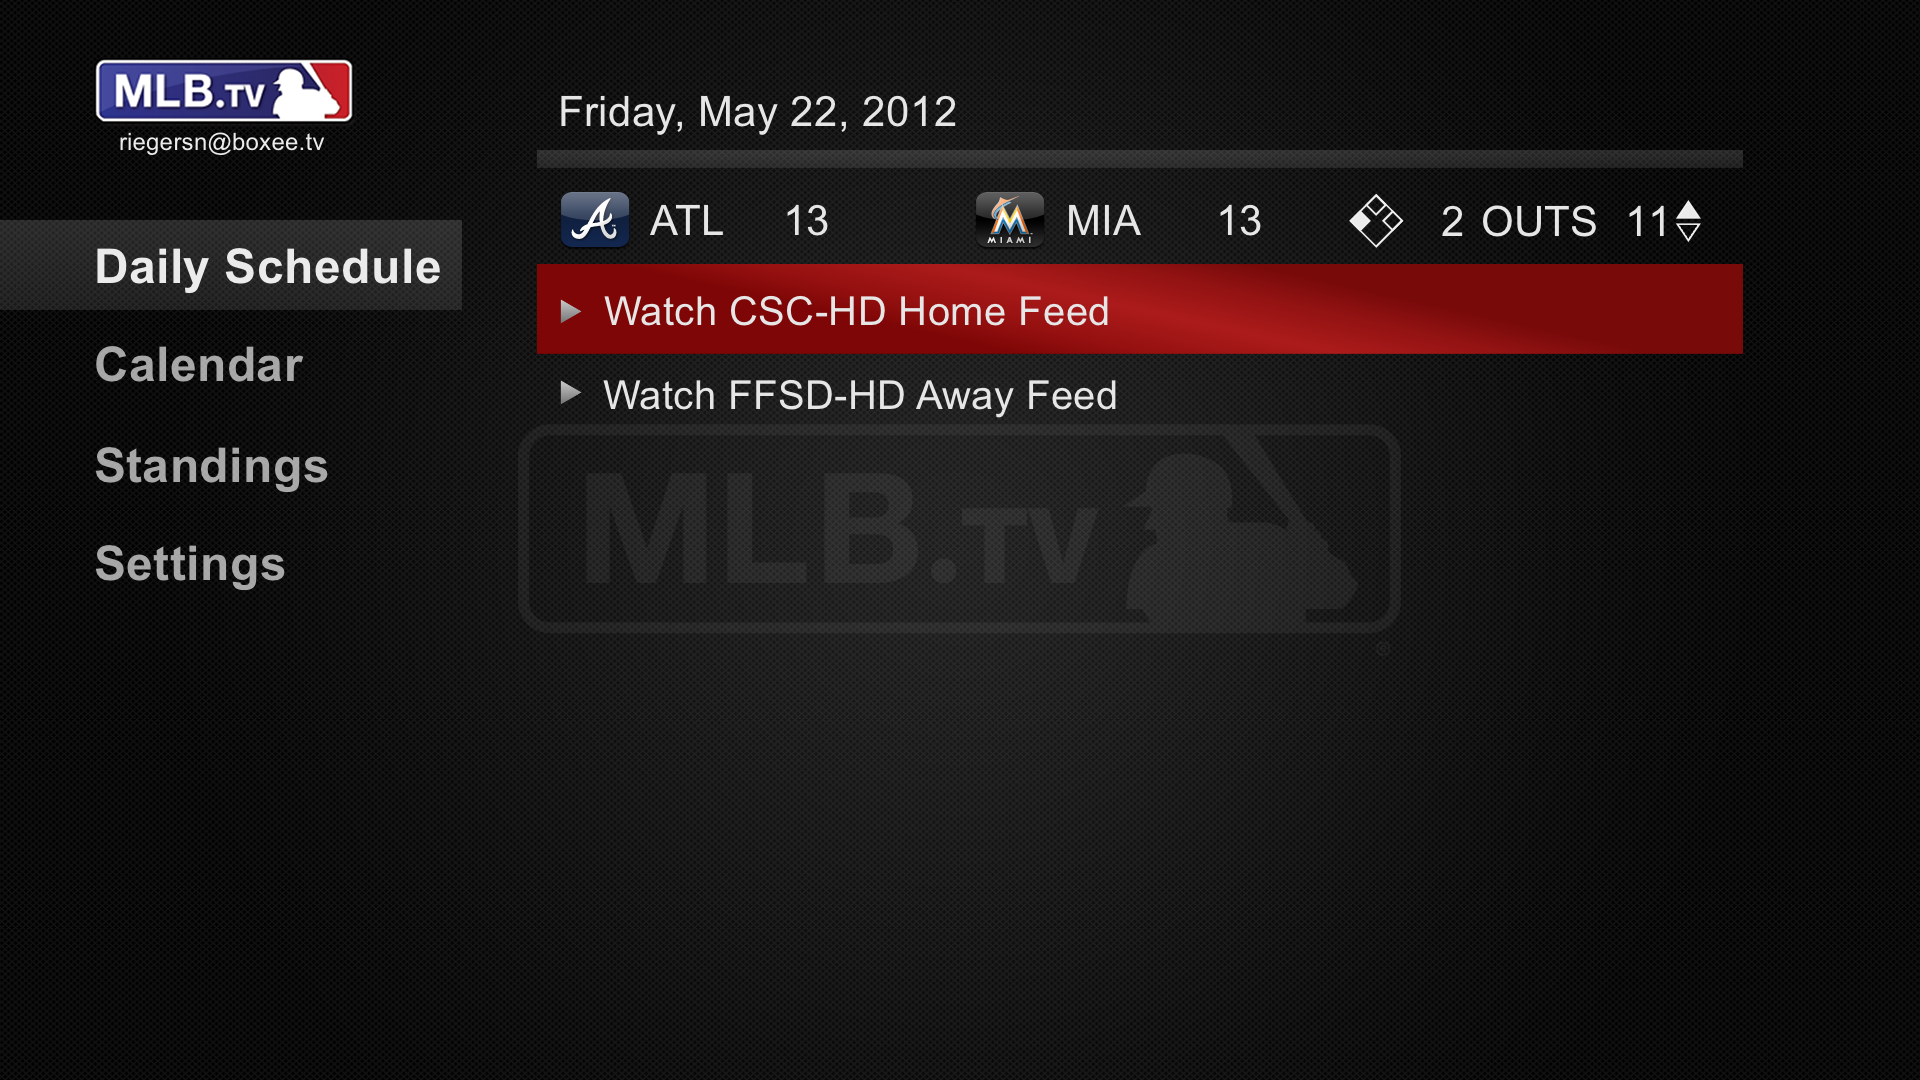 MLB.TV
riegersn@boxee.tv
Daily Schedule
Calendar
Standings
Settings
Friday, May 22, 2012
ATL 13 MIAMI MIA 13 2 OUTS 11
Watch CSC-HD Home Feed
Watch FFSD-HD Away Feed
MLB.TV
®